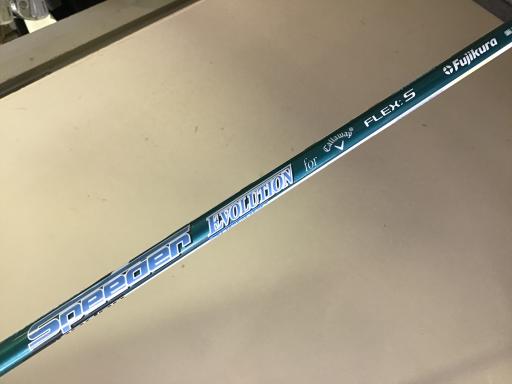 Speeder EVOLUTION for Callaway FLEX: S Fujikura